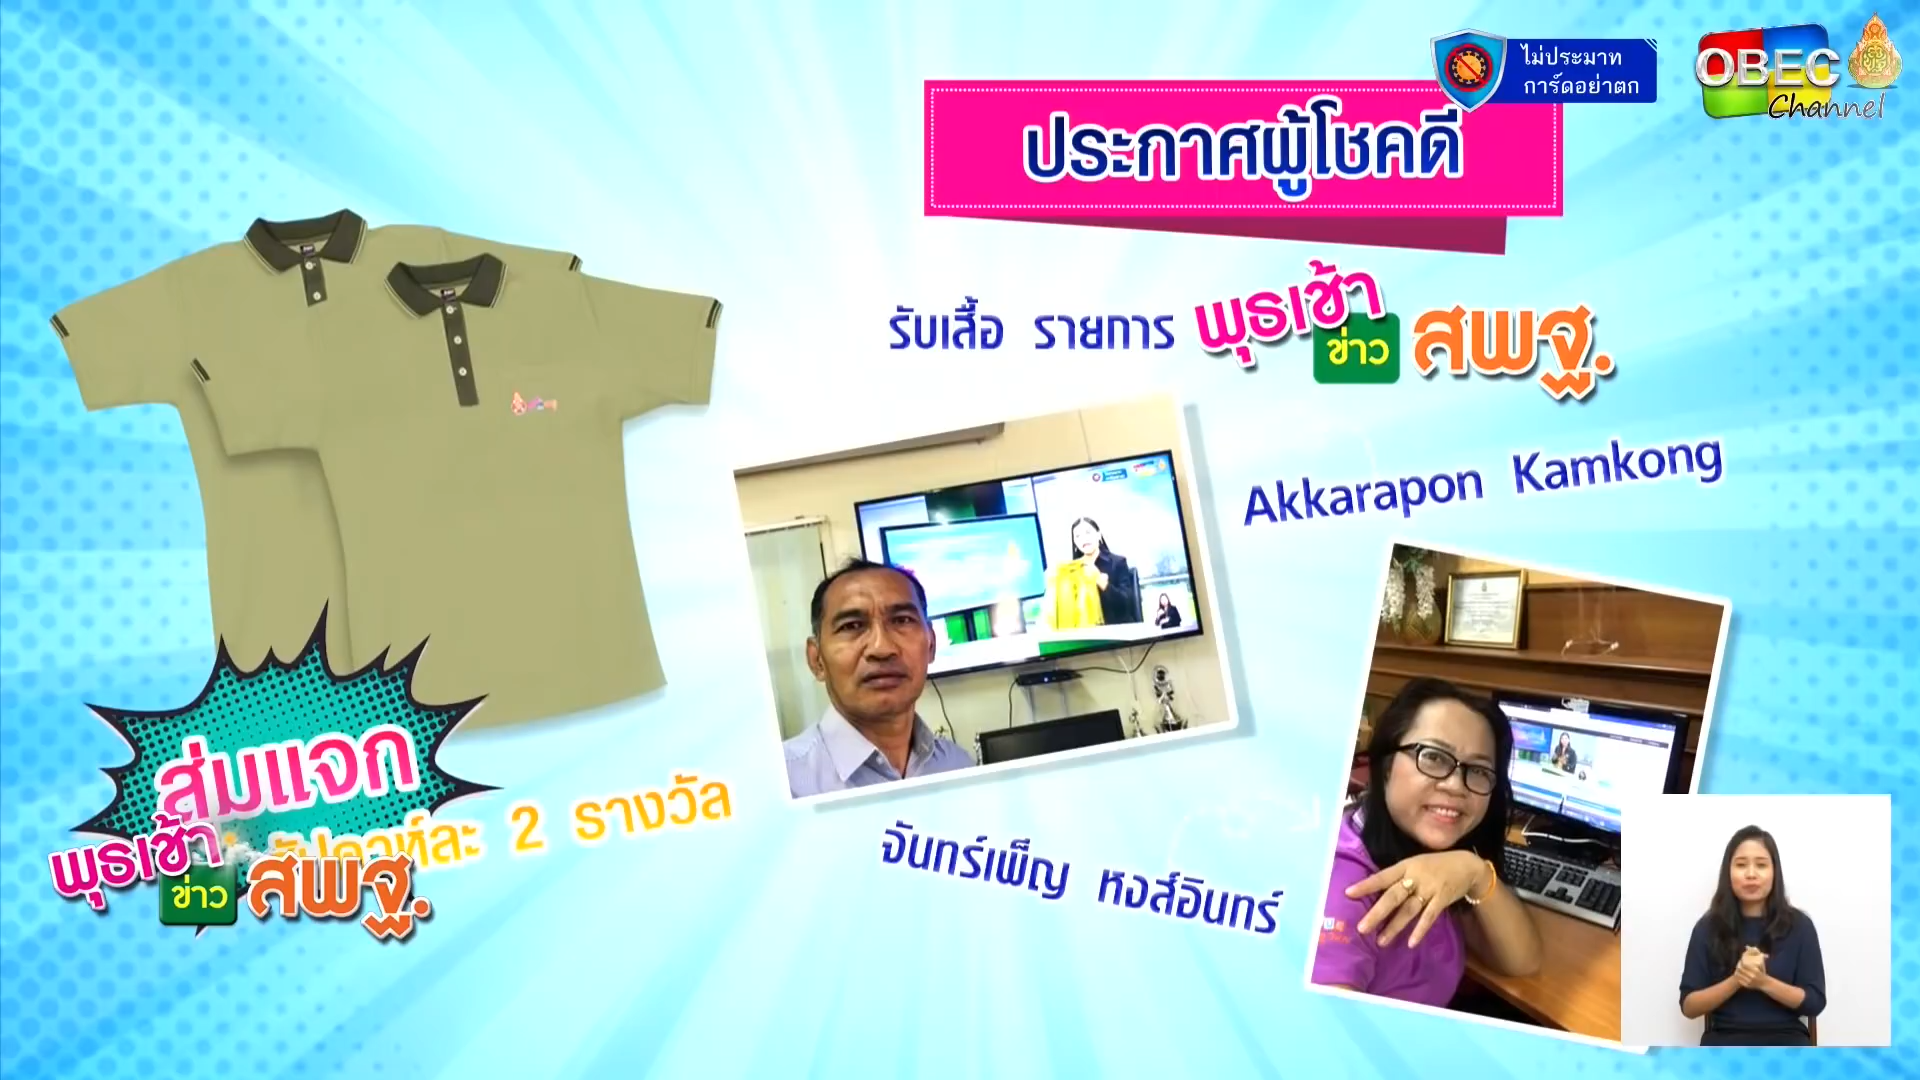 ไม่ประมาท
การ์ดอย่าตก
OBEC
Channel
ประกาศผู้โชคดี
รับเสื้อ รายการ พุธเช้า ข่าว สพฐ.
Akkarapon Kamkong
จันทร์เพ็ญ หงส์อินทร์
สุ่มแจก
2 รางวัล
พุธเช้า
ข่าว สพฐ.